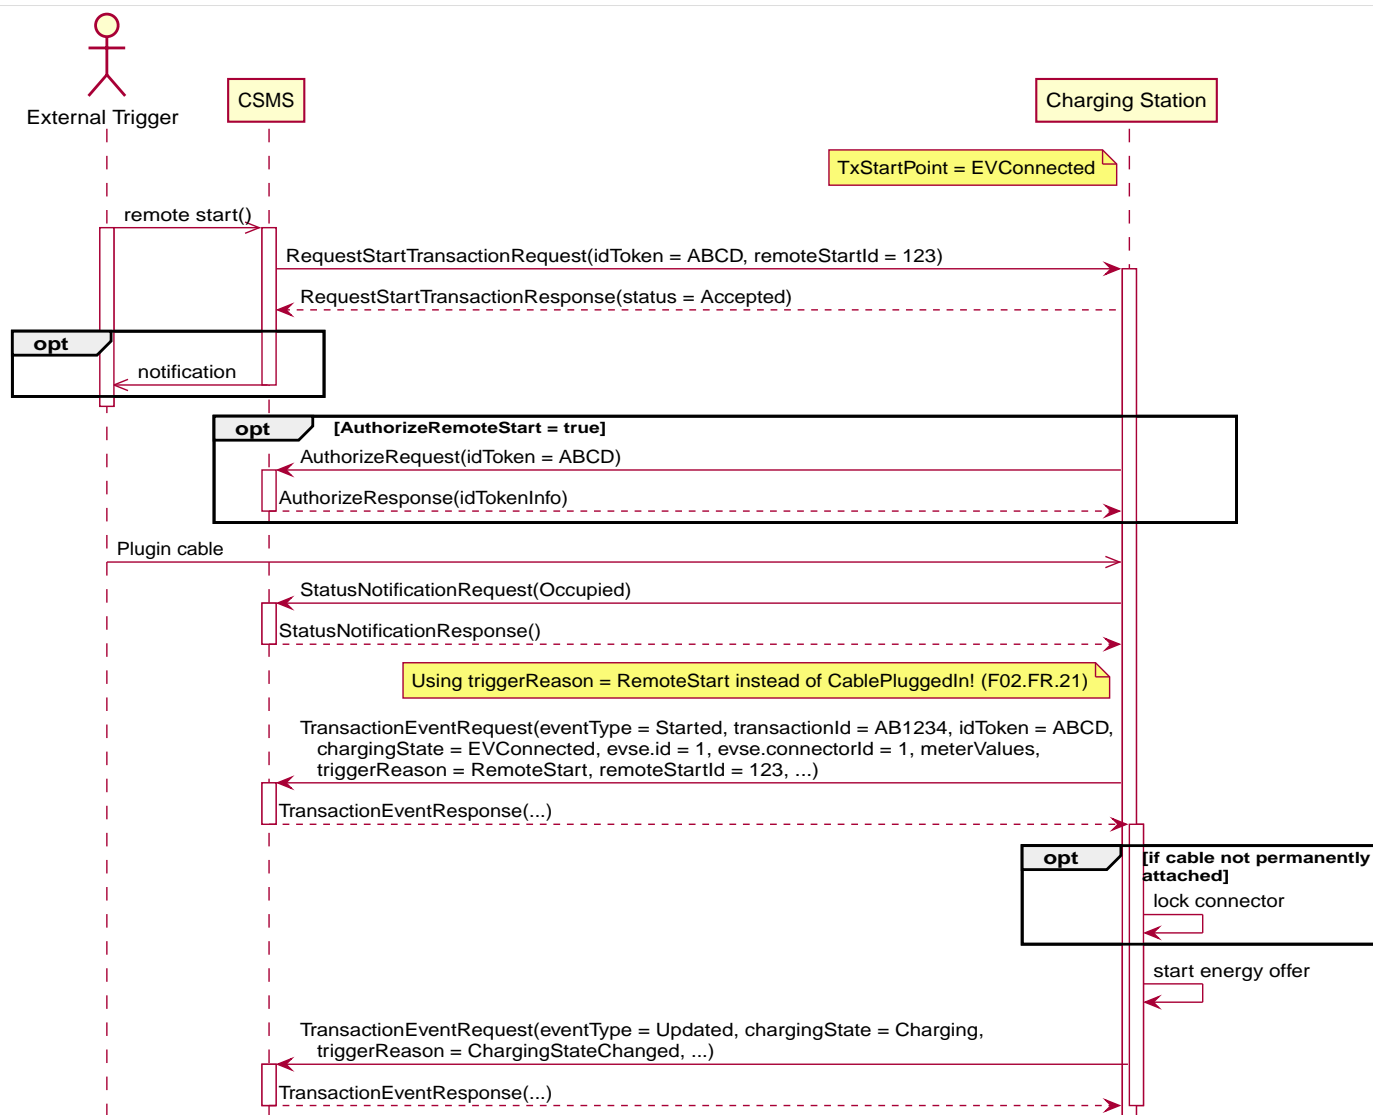 External Trigger
CSMS
Charging Station
TxStartPoint = EVConnected
remote start()
RequestStartTransactionRequest(idToken = ABCD, remoteStartId = 123)
RequestStartTransactionResponse(status = Accepted)
opt
notification
opt [AuthorizeRemoteStart = true]
AuthorizeRequest(idToken = ABCD)
AuthorizeResponse(idTokenInfo)
Plugin cable
StatusNotificationRequest(Occupied)
StatusNotificationResponse()
Using triggerReason = RemoteStart instead of CablePluggedIn! (F02.FR.21)
TransactionEventRequest(eventType = Started, transactionId = AB1234, idToken = ABCD,
chargingState = EVConnected, evse.id = 1, evse.connectorId = 1, meterValues,
triggerReason = RemoteStart, remoteStartId = 123, ...)
TransactionEventResponse(...)
opt [if cable not permanently
attached]
lock connector
start energy offer
TransactionEventRequest(eventType = Updated, chargingState = Charging,
triggerReason = ChargingStateChanged, ...)
TransactionEventResponse(...)